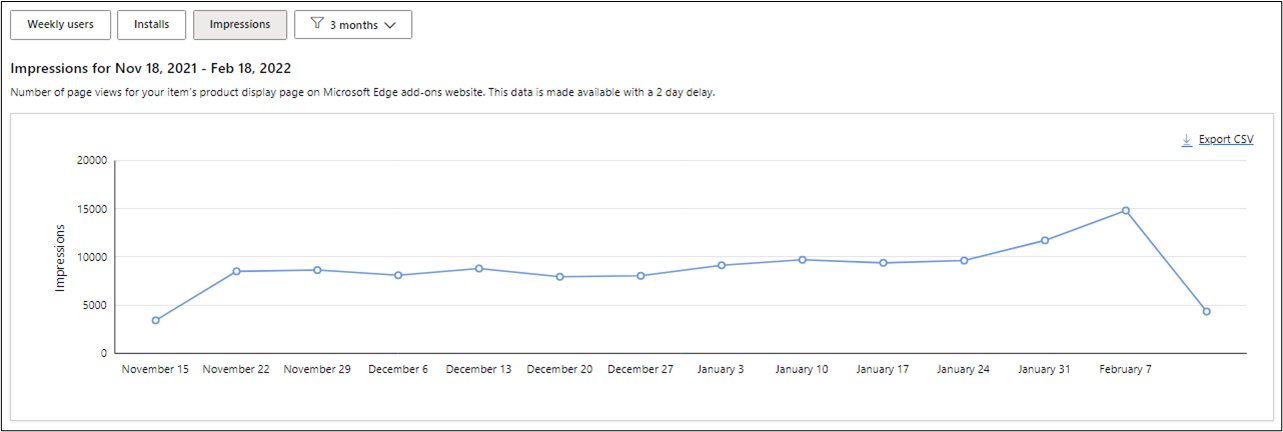 Weekly users Installs Impressions 3 months
Impressions for Nov 18, 2021 - Feb 18, 2022
Number of page views for your item's product display page on Microsoft Edge add-ons website. This data is made available with a 2 day delay.
Export CSV
20000
15000
10000
5000
0
Impressions
November 15 November 22 November 29 December 6 December 13 December 20 December 27 January 3 January 10 January 17 January 24 January 31 February 7